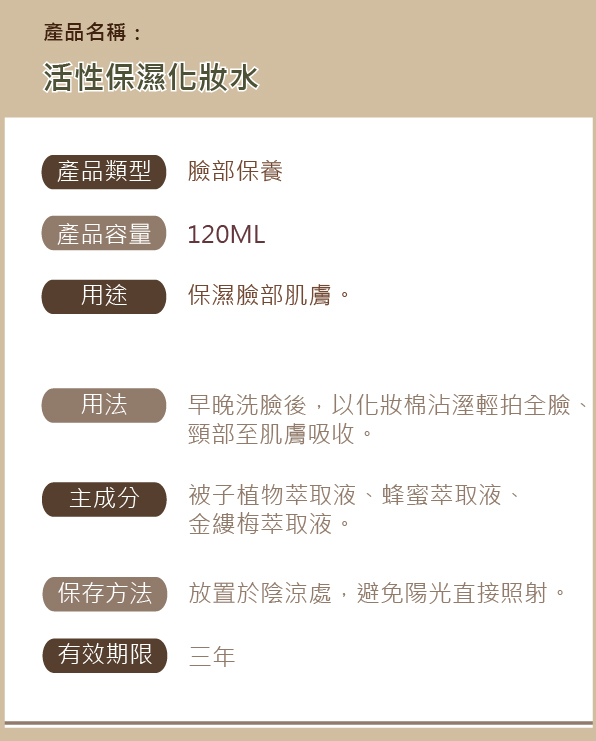 產品名稱：
活性保濕化妝水
產品類型 臉部保養
產品容量 120ML
用途 保濕臉部肌膚。
用法 早晚洗臉後，以化妝棉沾溼輕拍全臉、
頸部至肌膚吸收。
主成分 被子植物萃取液、蜂蜜萃取液、
金縷梅萃取液。
保存方法 放置於陰涼處，避免陽光直接照射。
有效期限 三年